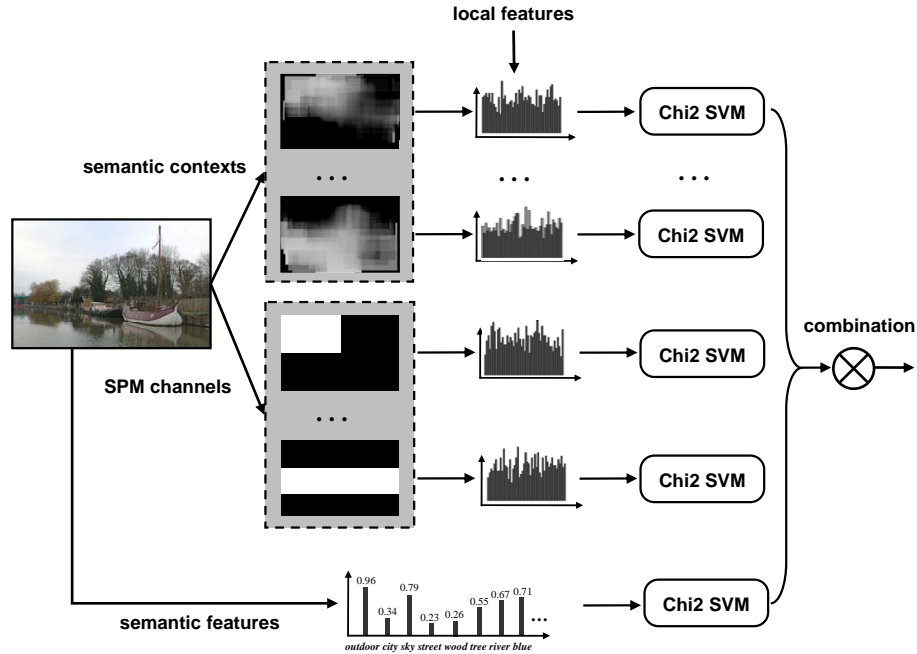 local features
Chi2 SVM
semantic contexts
. . .
. . .
. . .
Chi2 SVM
combination
Chi2 SVM
SPM channels
. . .
Chi2 SVM
0.96 0.34 0.79 0.23 0.26 0.55 0.67 0.71
...
Chi2 SVM
semantic features
outdoor city sky street wood tree river blue